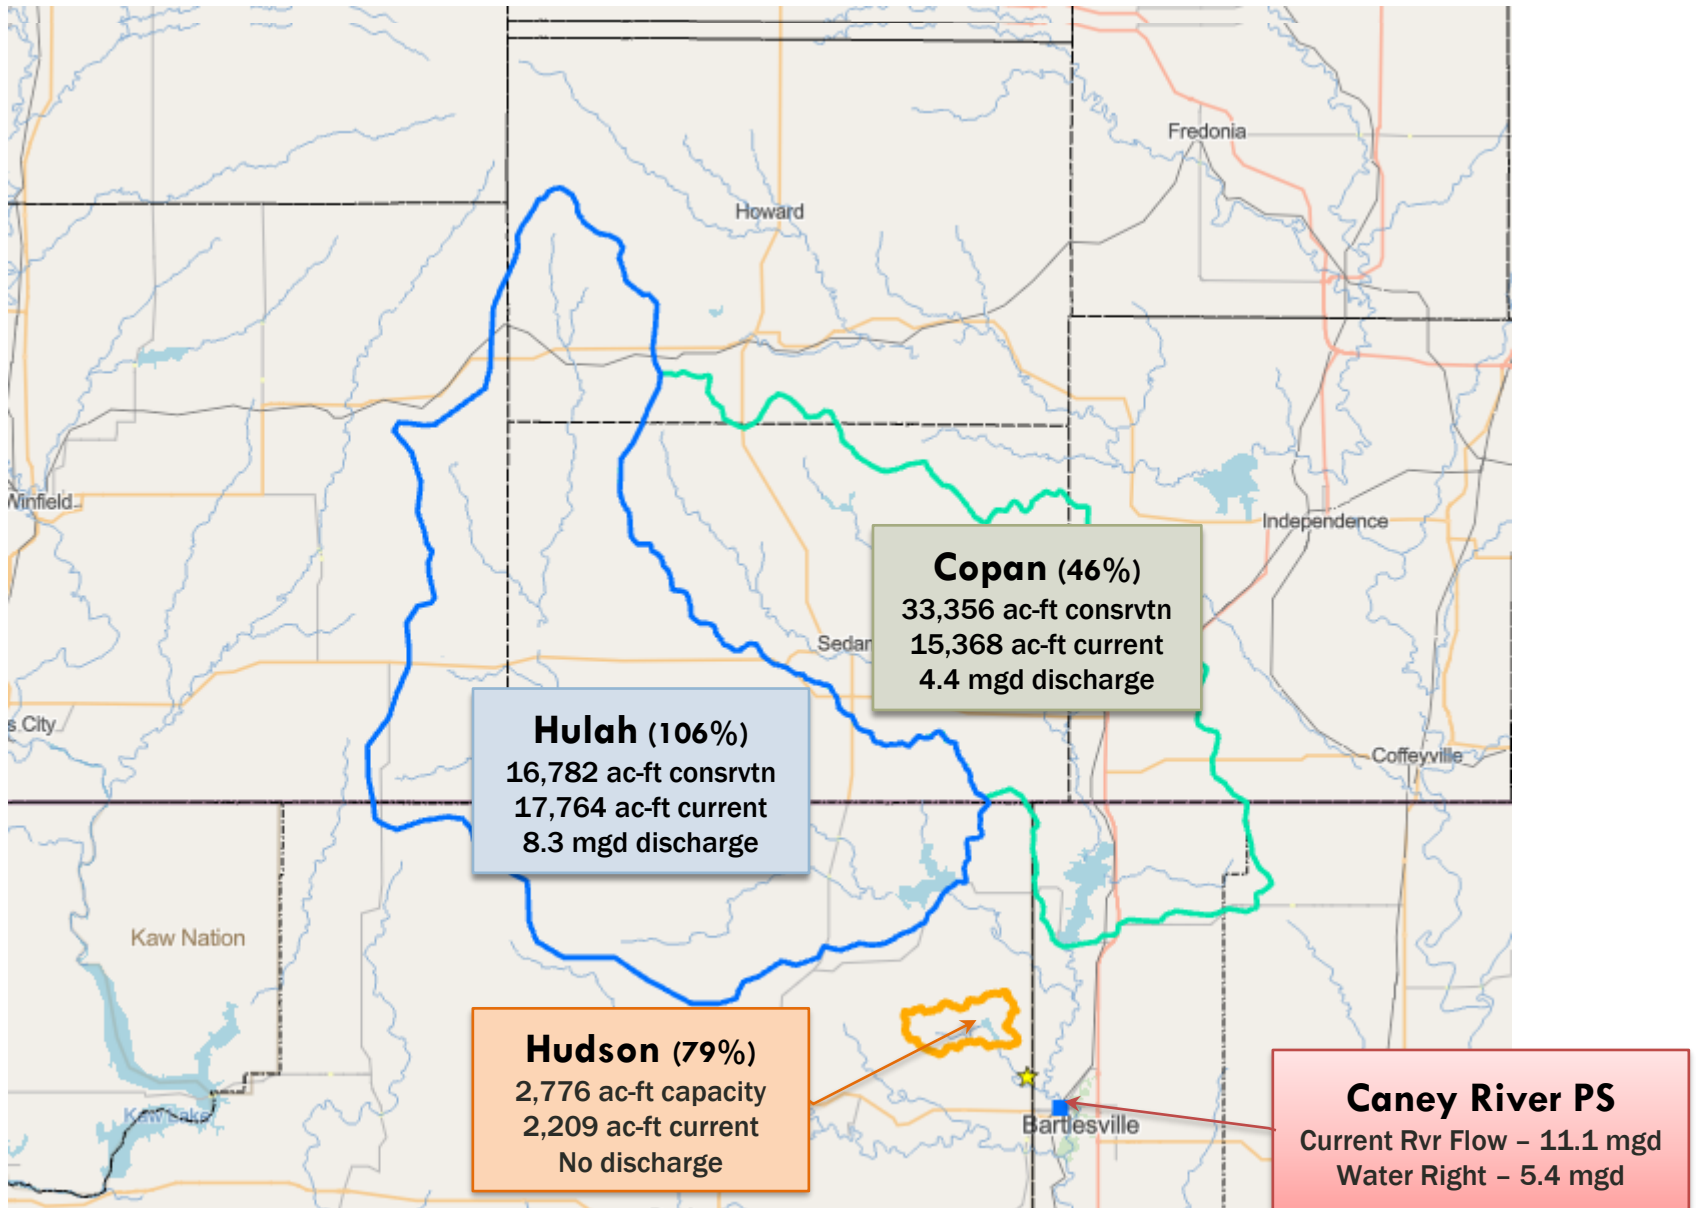 Fredonia
Howard
Winfield
Independence
Copan (46%)
33,356 ac-ft consrvtn
15,368 ac-ft current
4.4 mgd discharge
Sedan
Hulah (106%)
16,782 ac-ft consrvtn
17,764 ac-ft current
8.3 mgd discharge
s City
Coffeyville
Kaw Nation
Hudson (79%)
2,776 ac-ft capacity
2,209 ac-ft current
No discharge
Kaw Lake
Bartlesville
Caney River PS
Current Rvr Flow – 11.1 mgd
Water Right – 5.4 mgd